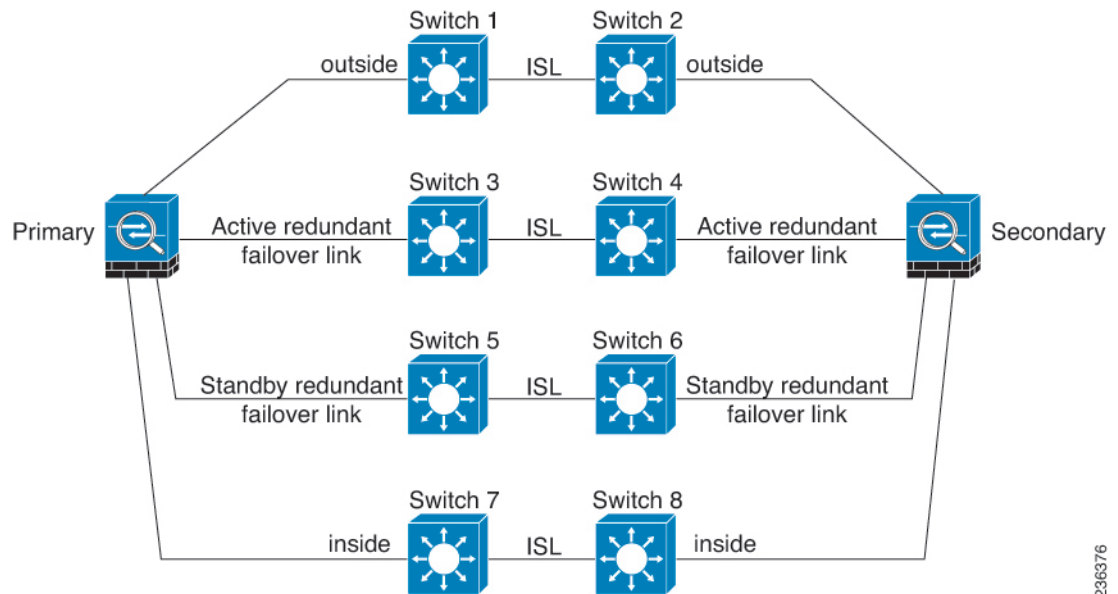 Switch 1
Switch 2
outside
ISL
outside
Switch 3
Switch 4
Primary
Active redundant
failover link
ISL
Active redundant
failover link
Secondary
Switch 5
Switch 6
Standby redundant
failover link
ISL
Standby redundant
failover link
Switch 7
Switch 8
inside
ISL
inside
236376